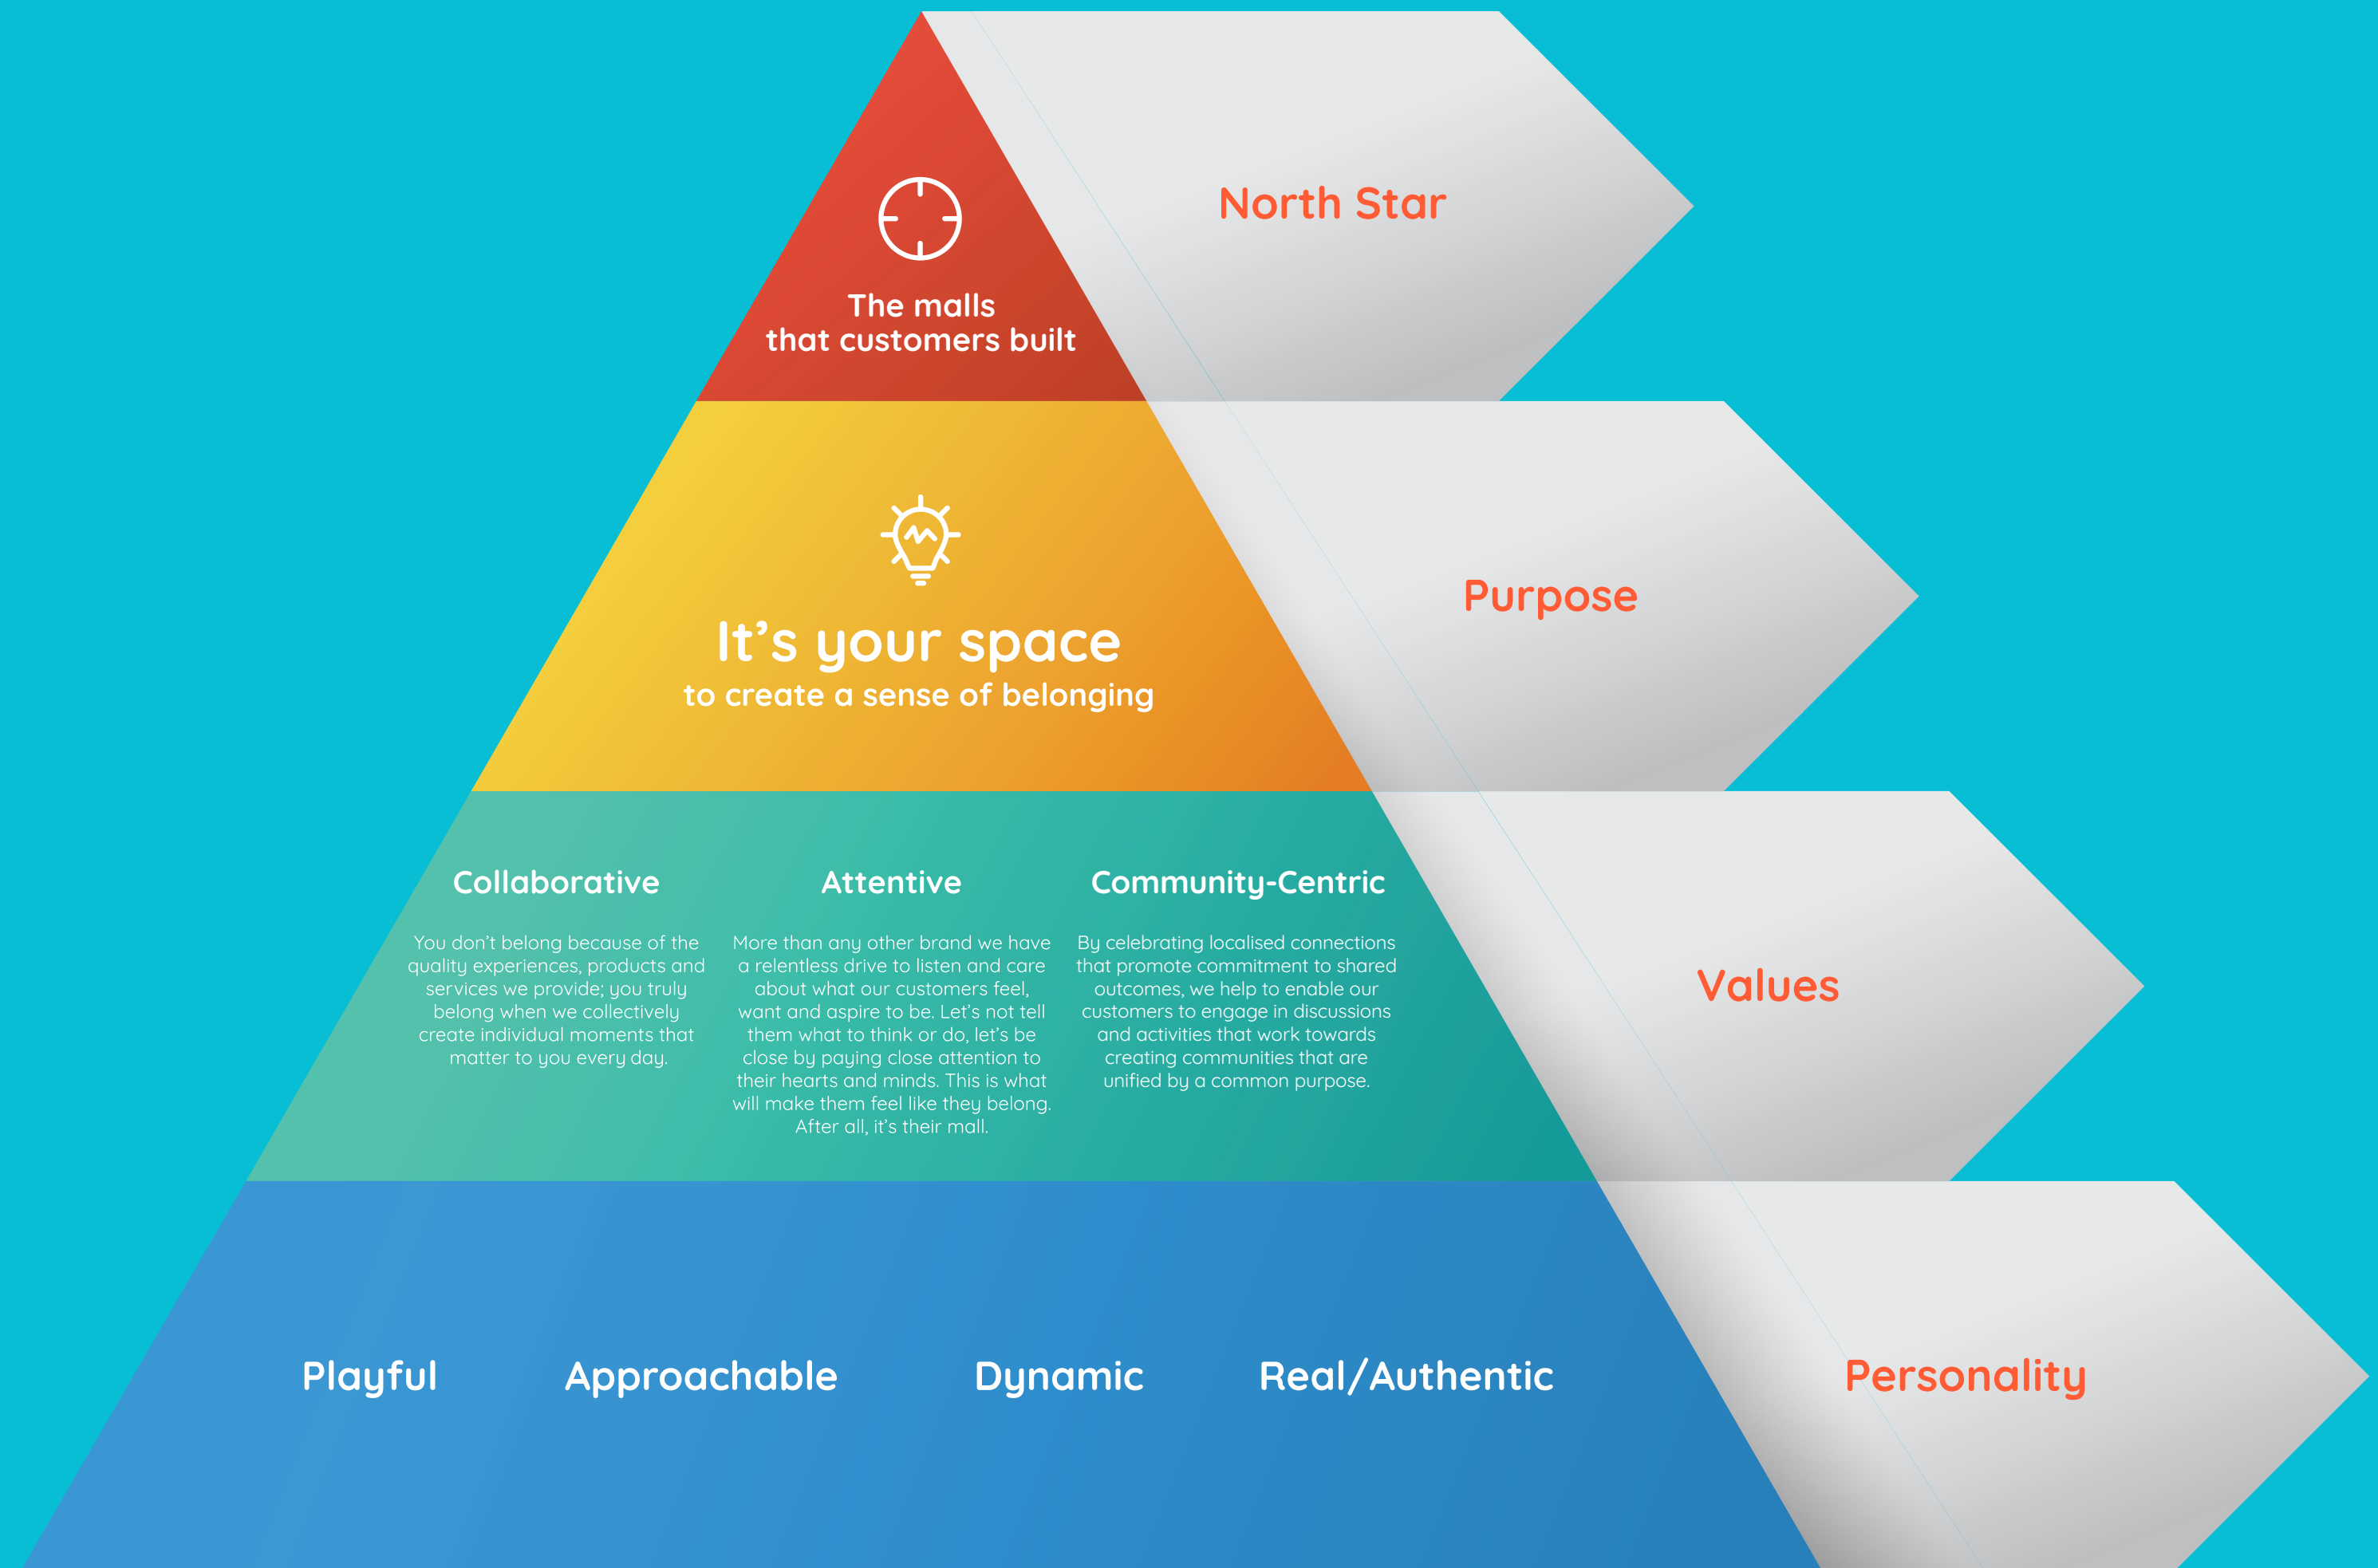 North Star
The malls
that customers built
Purpose
It’s your space
to create a sense of belonging
Collaborative
You don’t belong because of the
quality experiences, products and
services we provide; you truly
belong when we collectively
create individual moments that
matter to you every day.
Attentive
More than any other brand we have
a relentless drive to listen and care
about what our customers feel,
want and aspire to be. Let’s not tell
them what to think or do, let’s be
close by paying close attention to
their hearts and minds. This is what
will make them feel like they belong.
After all, it’s their mall.
Community-Centric
By celebrating localised connections
that promote commitment to shared
outcomes, we help to enable our
customers to engage in discussions
and activities that work towards
creating communities that are
unified by a common purpose.
Values
Playful
Approachable
Dynamic
Real/Authentic
Personality